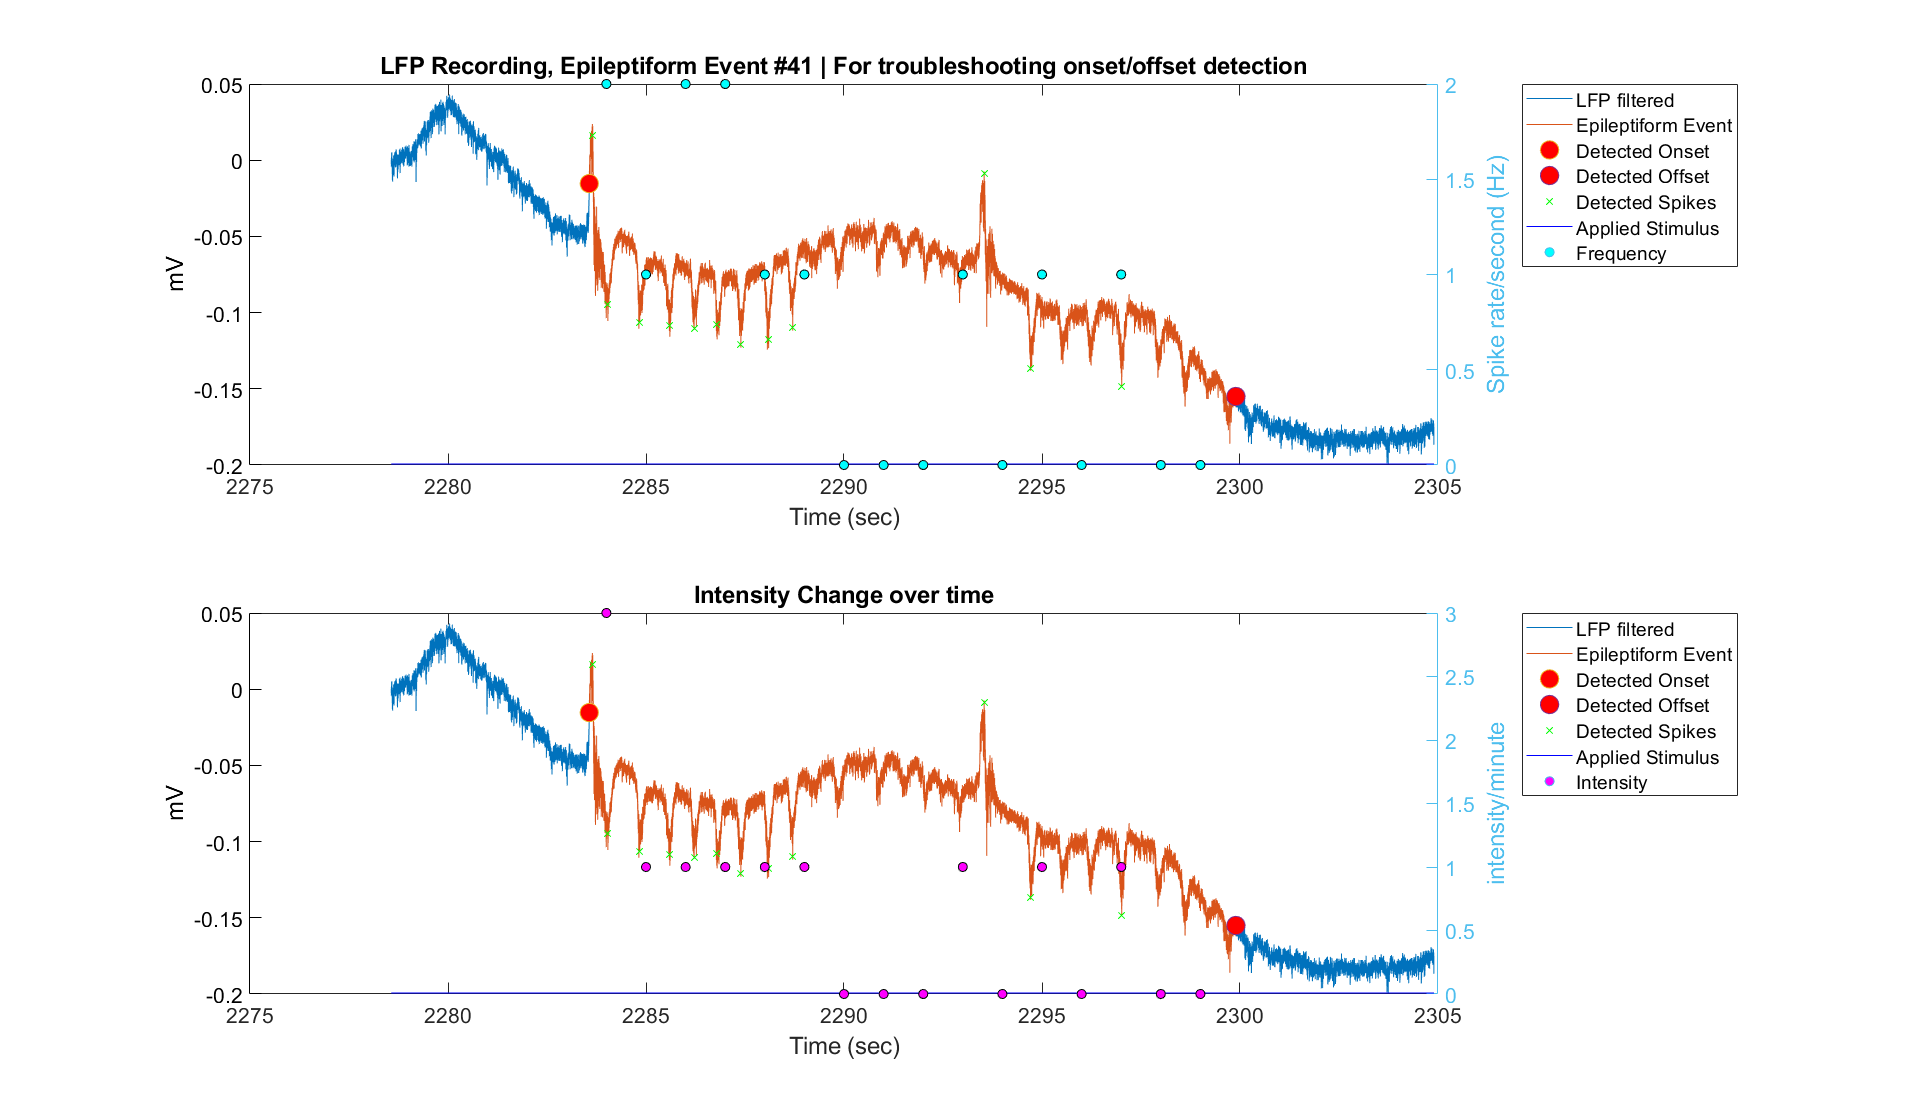 LFP Recording, Epileptiform Event #41 | For troubleshooting onset/offset detection
0.05
0
-0.05
-0.1
-0.15
-0.2
mV
2275 2280 2285 2290 2295 2300 2305
Time (sec)
2
1.5
1
0.5
0
Spike rate/second (Hz)
LFP filtered
Epileptiform Event
Detected Onset
Detected Offset
Detected Spikes
Applied Stimulus
Frequency
Intensity Change over time
0.05
0
-0.05
-0.1
-0.15
-0.2
mV
2275 2280 2285 2290 2295 2300 2305
Time (sec)
3
2.5
2
1.5
1
0.5
0
intensity/minute
LFP filtered
Epileptiform Event
Detected Onset
Detected Offset
Detected Spikes
Applied Stimulus
Intensity